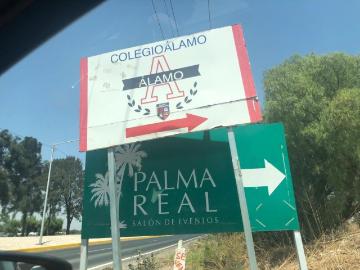 COLEGIO ALAMO
A
ALAMO
PALMA
REAL
SALÓN DE EVENTOS